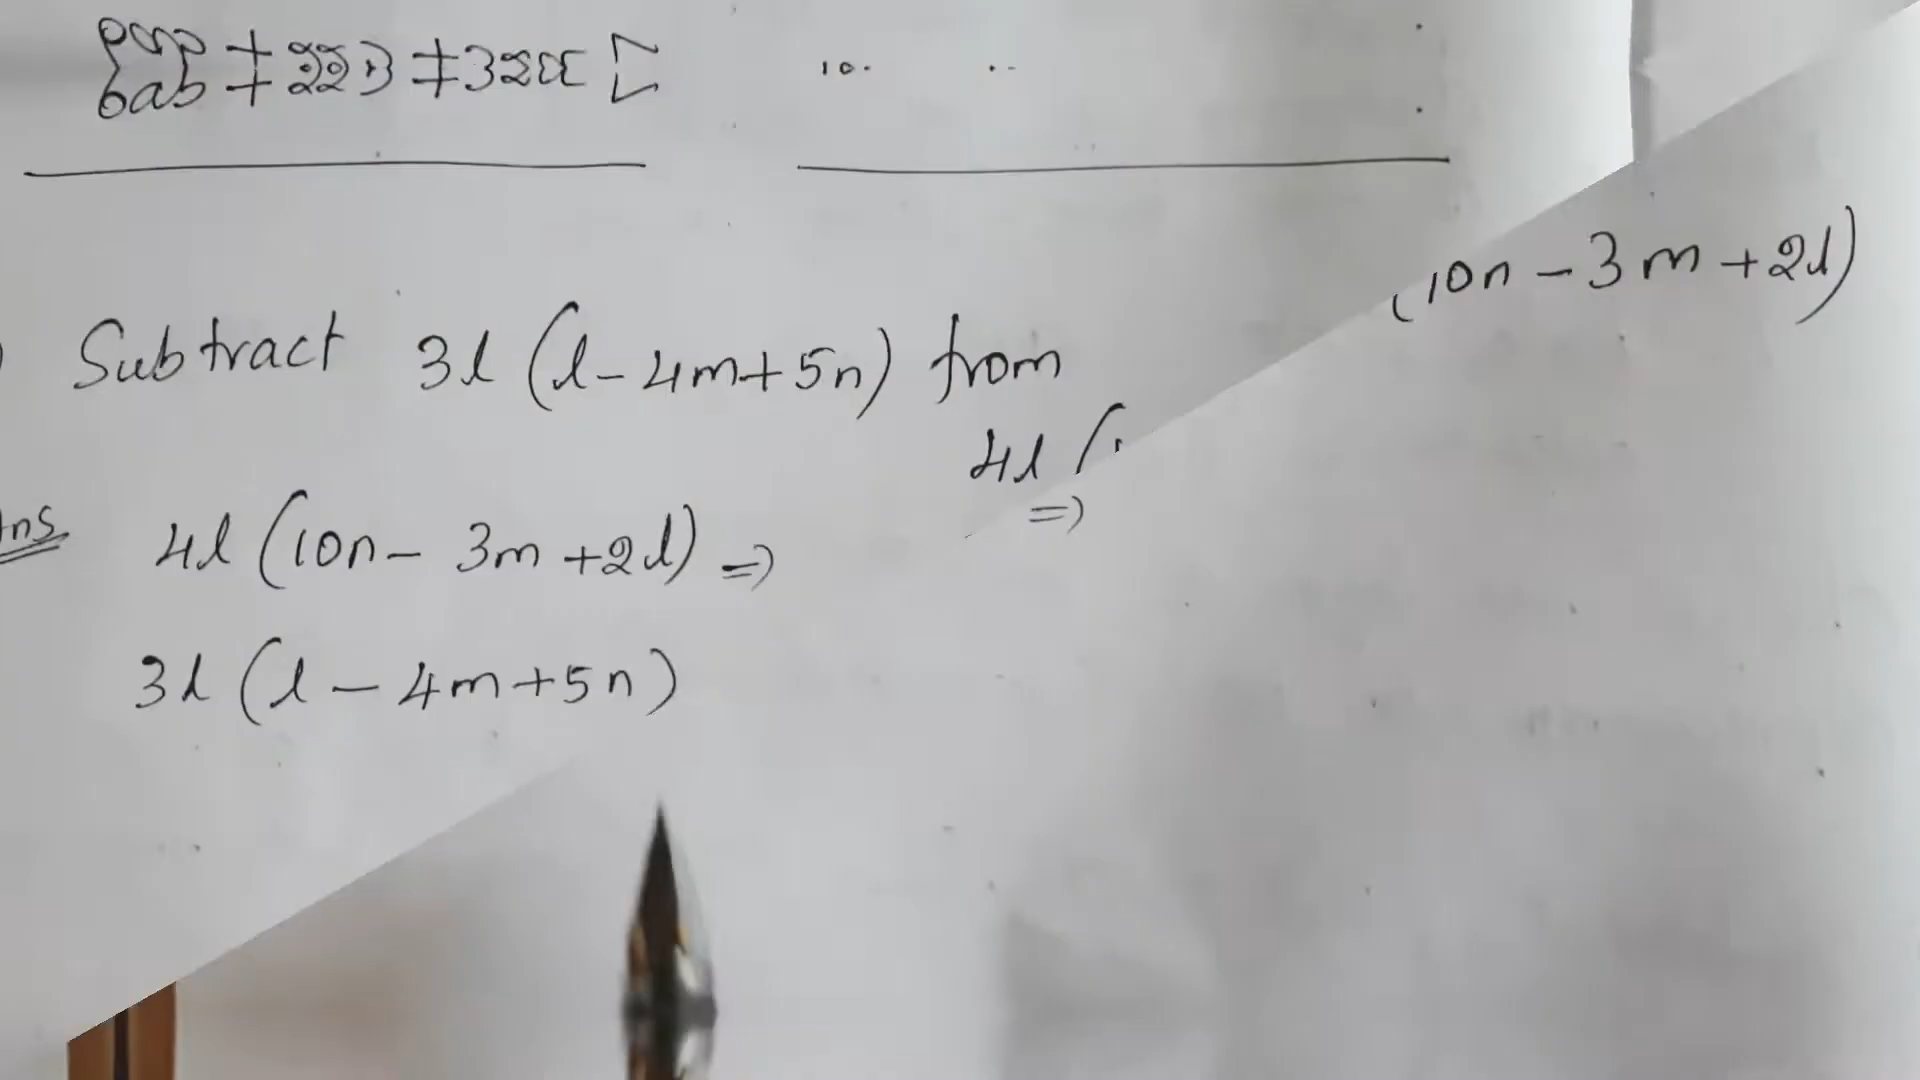 Subtract 3l (l - 4m + 5n) from
4l (10n - 3m + 2l)
=>
Ans 4l (10n - 3m + 2l) =>
3l (l - 4m + 5n)